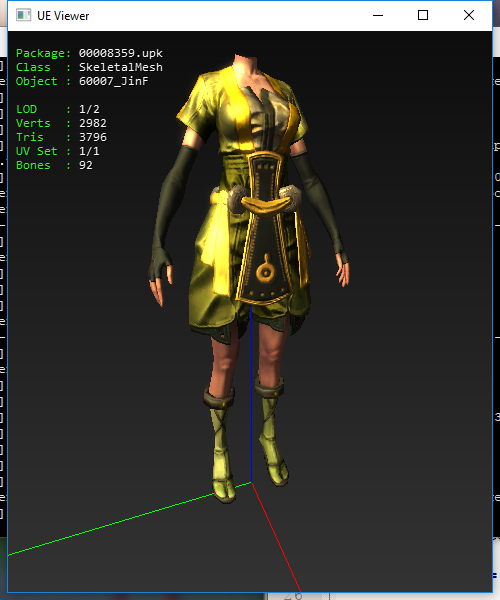 UE Viewer
Package: 00008359.upk
Class  : SkeletalMesh
Object : 60007_JinF
LOD    : 1/2
Verts  : 2982
Tris   : 3796
UV Set : 1/1
Bones  : 92